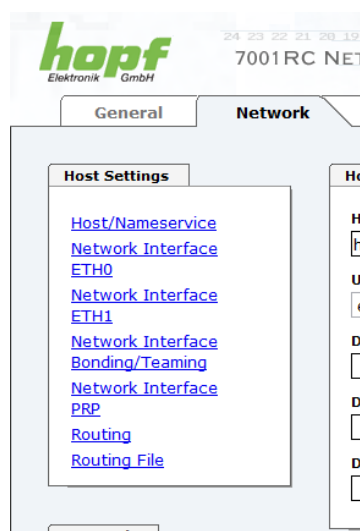 hopf
Elektronik GmbH
24 23 22 21 20 19
7001RC NET
General
Network
Host Settings
Host/Nameservice
Network Interface
ETH0
Network Interface
ETH1
Network Interface
Bonding/Teaming
Network Interface
PRP
Routing
Routing File